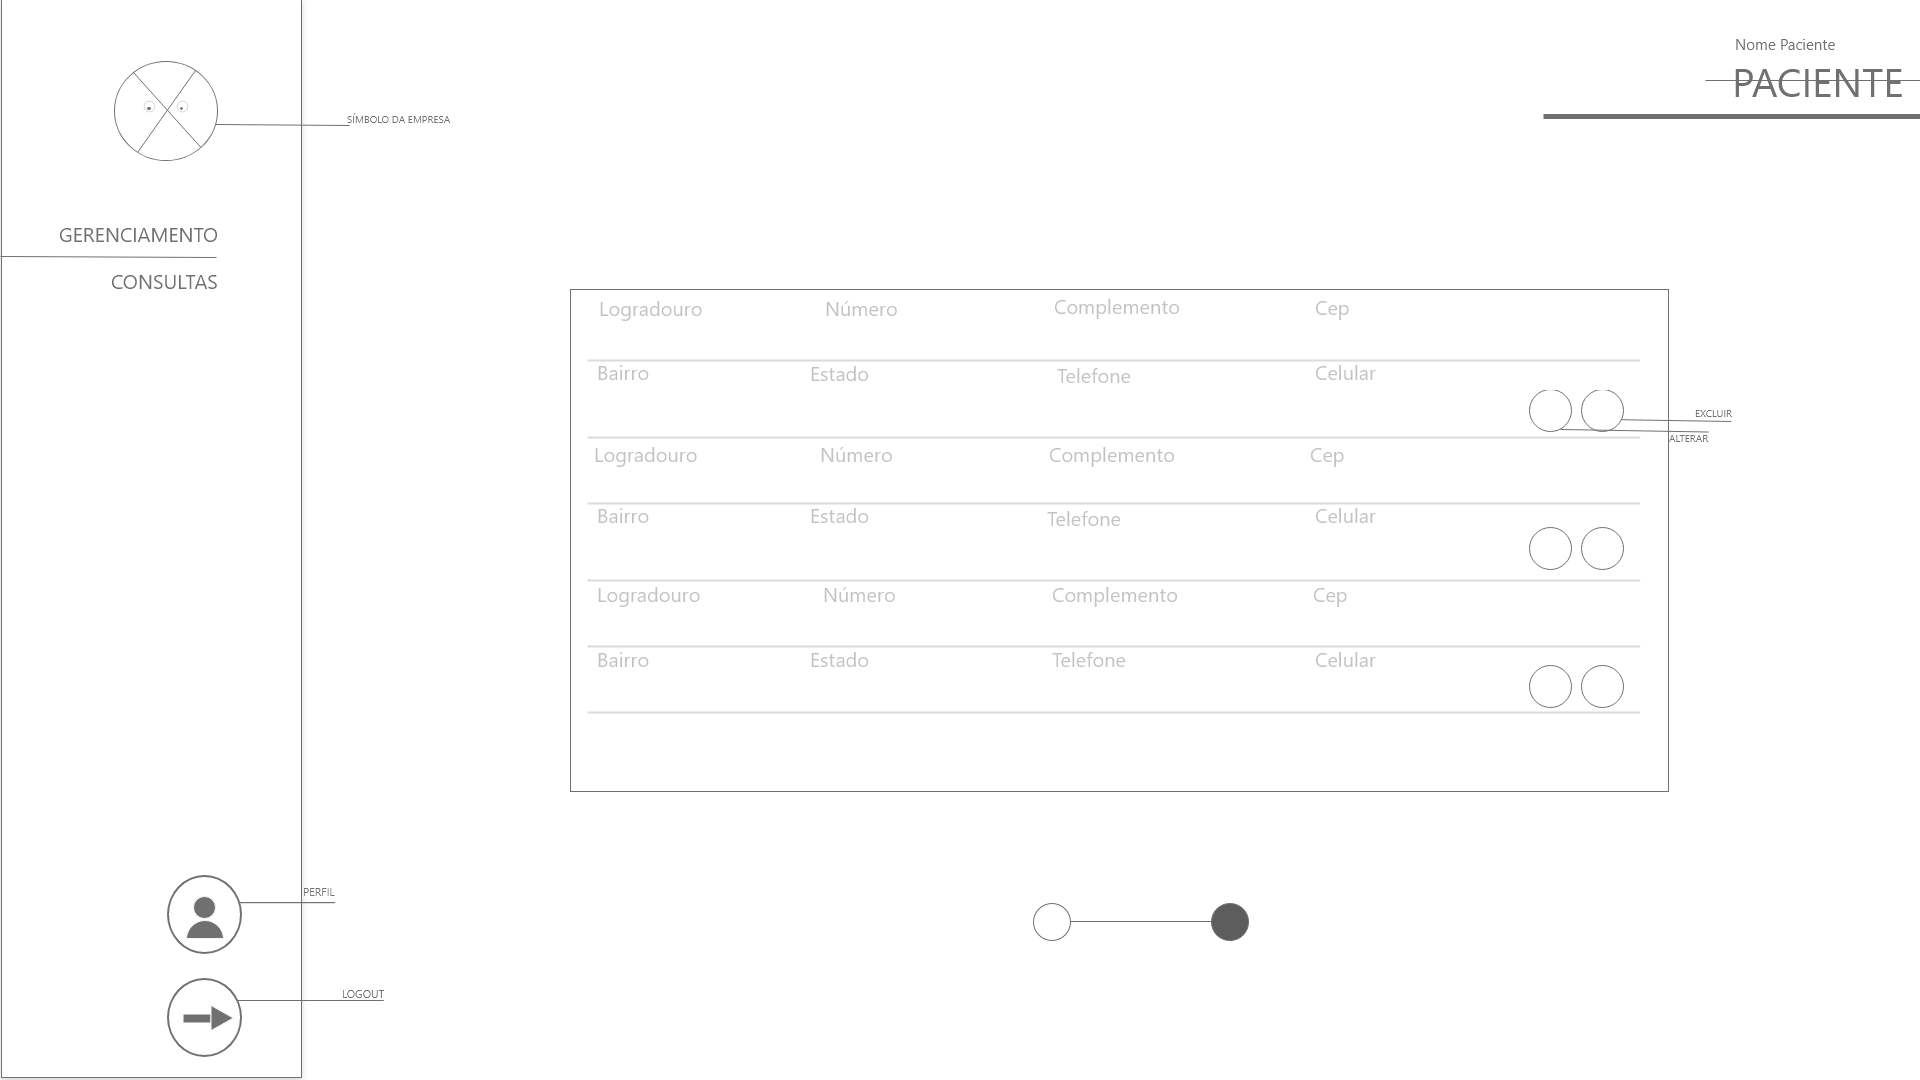 Nome Paciente
PACIENTE
SÍMBOLO DA EMPRESA
GERENCIAMENTO
CONSULTAS
Logradouro Número Complemento Cep
Bairro Estado Telefone Celular
EXCLUIR
ALTERAR
Logradouro Número Complemento Cep
Bairro Estado Telefone Celular
Logradouro Número Complemento Cep
Bairro Estado Telefone Celular
PERFIL
LOGOUT